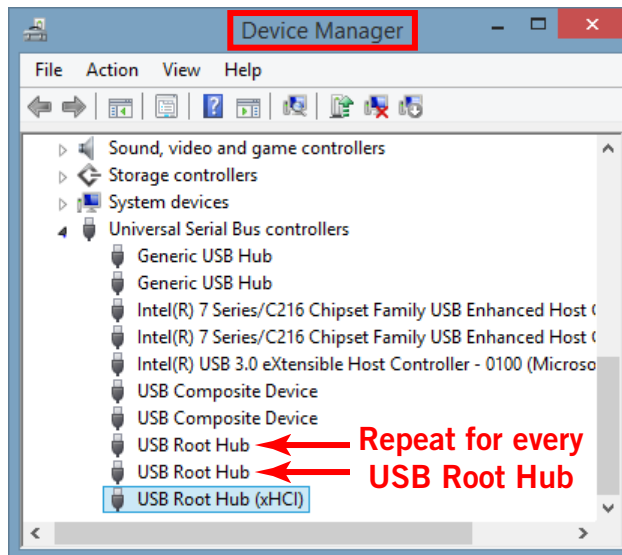 Device Manager
File Action View Help
Sound, video and game controllers
Storage controllers
System devices
Universal Serial Bus controllers
Generic USB Hub
Generic USB Hub
Intel(R) 7 Series/C216 Chipset Family USB Enhanced Host
Intel(R) 7 Series/C216 Chipset Family USB Enhanced Host
Intel(R) USB 3.0 eXtensible Host Controller - 0100 (Microso
USB Composite Device
USB Composite Device
USB Root Hub
USB Root Hub
USB Root Hub (xHCI)
Repeat for every
USB Root Hub